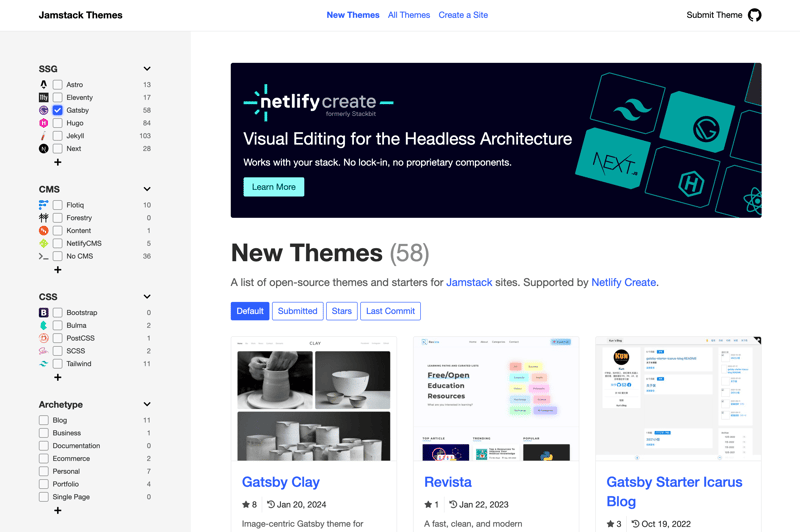 Jamstack Themes
New Themes All Themes Create a Site
Submit Theme
SSG
Astro 13
Eleventy 17
Gatsby 58
Hugo 84
Jekyll 103
Next 28
+
CMS
Flotiq 10
Forestry 0
Kontent 1
NetlifyCMS 5
No CMS 36
+
CSS
Bootstrap 0
Bulma 2
PostCSS 1
SCSS 2
Tailwind 11
+
Archetype
Blog 11
Business 1
Documentation 0
Ecommerce 2
Personal 7
Portfolio 4
Single Page 0
+
netlify create
formerly Stackbit
Visual Editing for the Headless Architecture
Works with your stack. No lock-in, no proprietary components.
Learn More
NEXT.JS
New Themes (58)
A list of open-source themes and starters for Jamstack sites. Supported by Netlify Create.
Default Submitted Stars Last Commit
CLAY
Free/Open
Education
Resources
TOP ARTICLE TRENDING POPULAR
KUN
Gatsby Clay
8 Jan 20, 2024
Image-centric Gatsby theme for
Revista
1 Jan 22, 2023
A fast, clean, and modern
Gatsby Starter Icarus
Blog
3 Oct 19, 2022